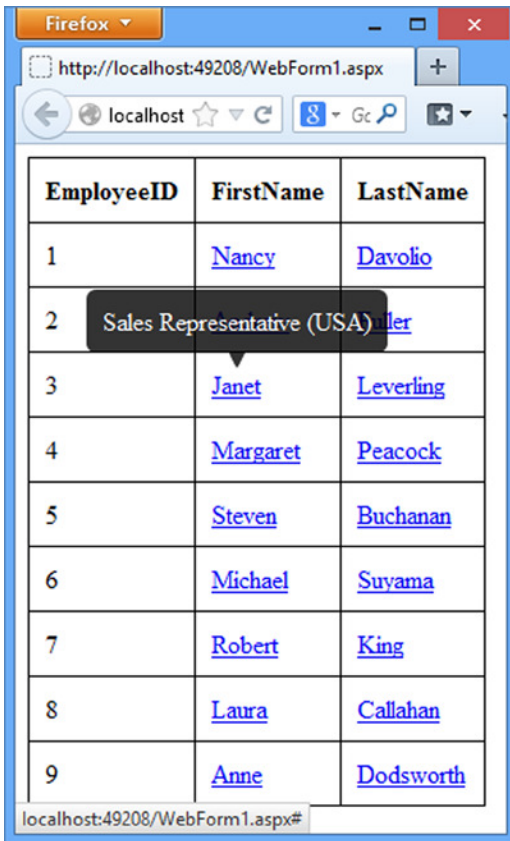 Firefox
http://localhost:49208/WebForm1.aspx
localhost
8
EmployeeID FirstName LastName
1 Nancy Davolio
2
Sales Representative (USA)
3 Janet Leverling
4 Margaret Peacock
5 Steven Buchanan
6 Michael Suyama
7 Robert King
8 Laura Callahan
9 Anne Dodsworth
localhost:49208/WebForm1.aspx#